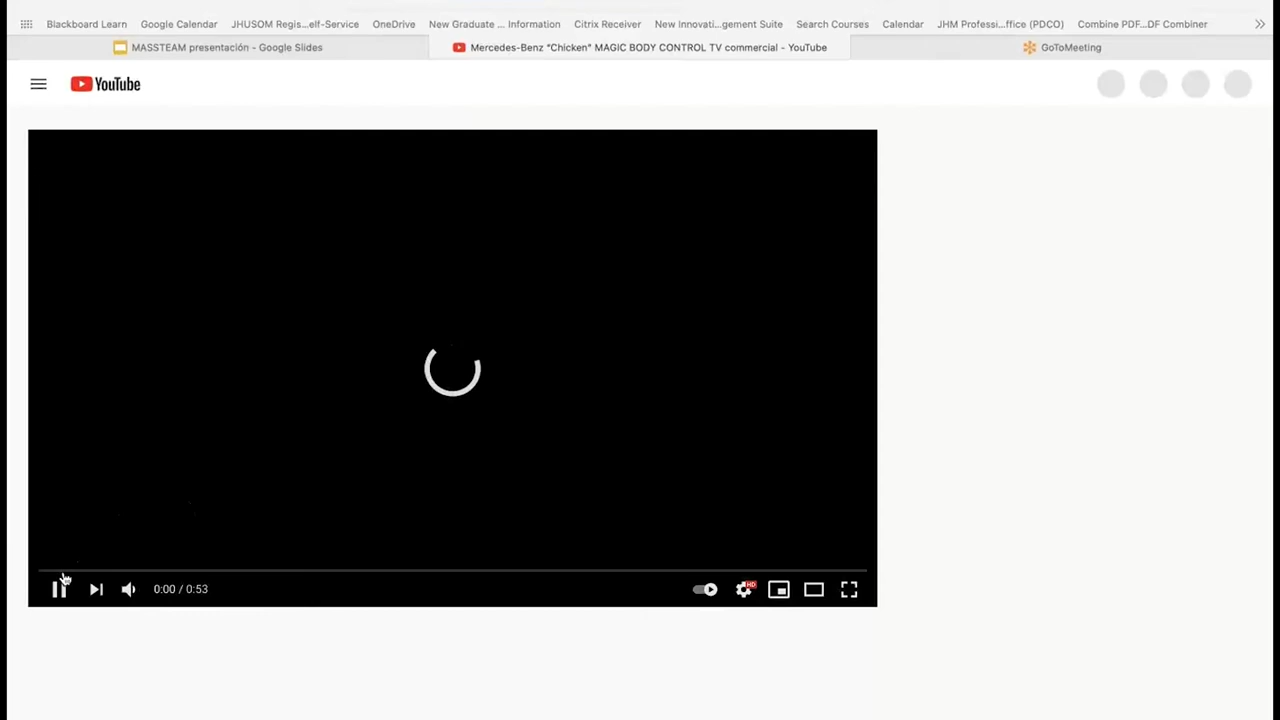 Blackboard Learn Google Calendar JHUSOM Regis...elf-Service OneDrive New Graduate ... Information Citrix Receiver New Innovati...gement Suite Search Courses Calendar JHM Professi...ffice (PDCO) Combine PDF...DF Combiner
MASSTEAM presentación - Google Slides Mercedes-Benz "Chicken" MAGIC BODY CONTROL TV commercial - YouTube GoToMeeting
YouTube
0:00 / 0:53 HD